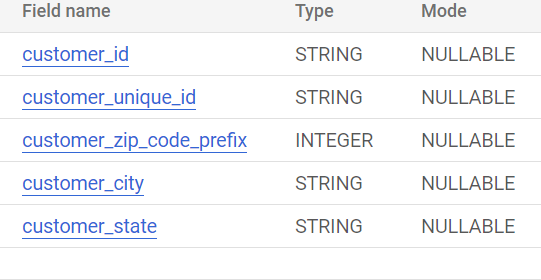 Field name Type Mode
customer_id STRING NULLABLE
customer_unique_id STRING NULLABLE
customer_zip_code_prefix INTEGER NULLABLE
customer_city STRING NULLABLE
customer_state STRING NULLABLE